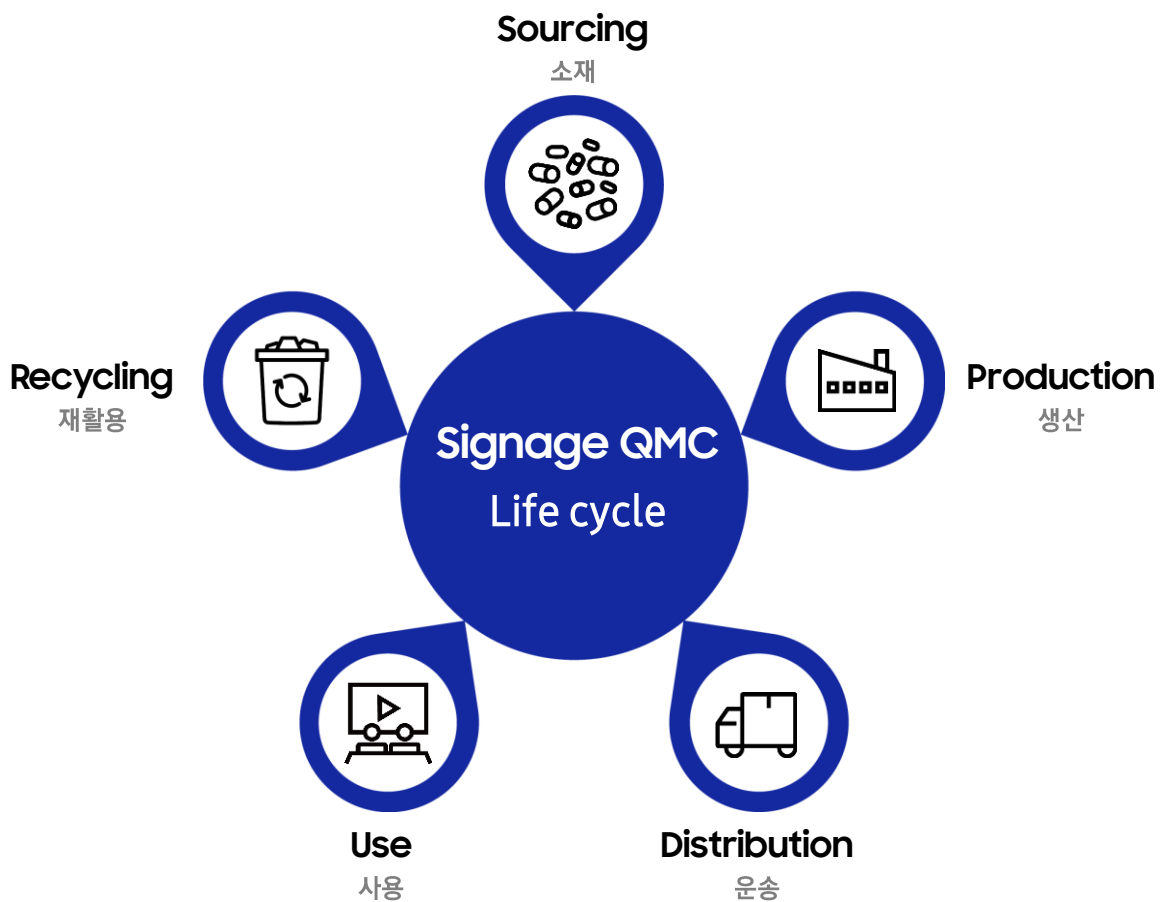 Sourcing
소재
Recycling
재활용
Production
생산
Signage QMC
Life cycle
Use
사용
Distribution
운송